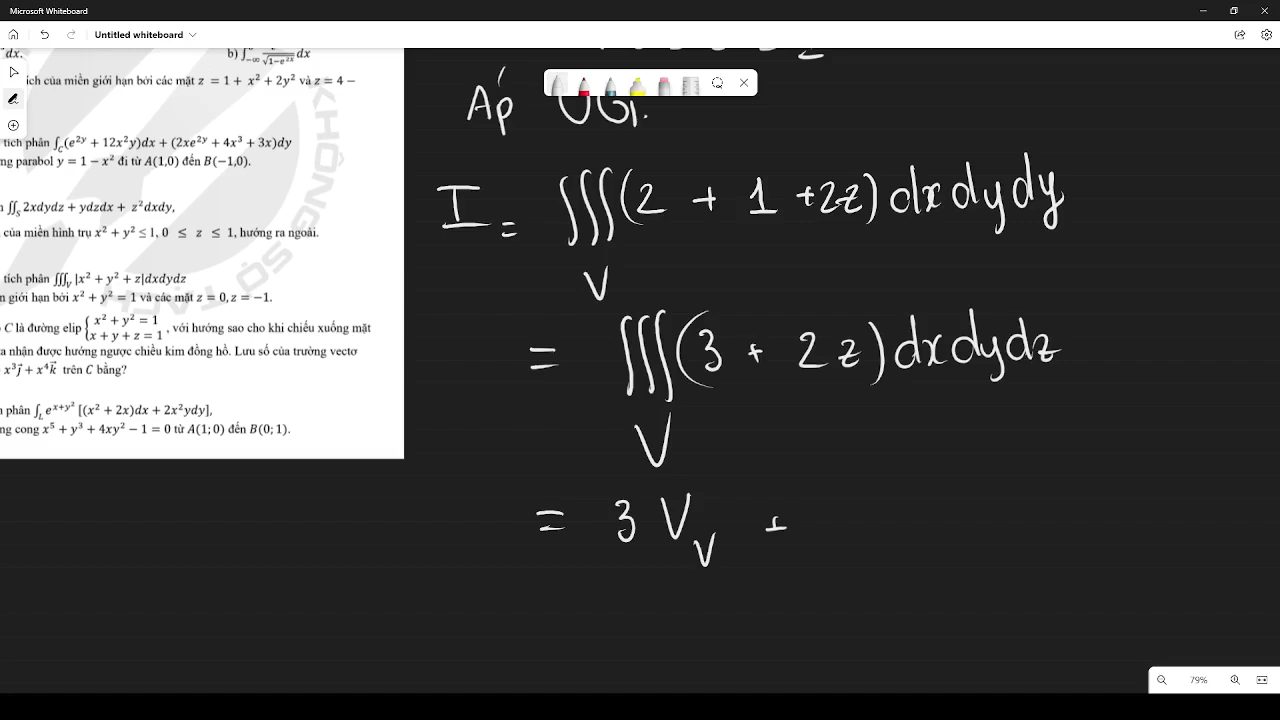 Microsoft Whiteboard
Untitled whiteboard
dx.
b) ∫ √1−e²ˣ dx
ích của miền giới hạn bởi các mặt z = 1 + x² + 2y² và z = 4 −
tích phân ∫_C(e²ʸ + 12x²y)dx + (2xe²ʸ + 4x³ + 3x)dy
ng parabol y = 1 − x² đi từ A(1,0) đến B(−1,0).
∬_S 2xdydz + ydzdx + z²dxdy,
của miền hình trụ x² + y² ≤ 1, 0 ≤ z ≤ 1, hướng ra ngoài.
tích phân ∭_V |x² + y² + z|dxdydz
n giới hạn bởi x² + y² = 1 và các mặt z = 0, z = −1.
C là đường elip {x² + y² = 1
x + y + z = 1, với hướng sao cho khi chiếu xuống mặt
a nhận được hướng ngược chiều kim đồng hồ. Lưu số của trường vectơ
x³j⃗ + x⁴k⃗ trên C bằng?
phân ∫_L e^(x+y²) [(x² + 2x)dx + 2x²ydy],
ng cong x⁵ + y³ + 4xy² − 1 = 0 từ A(1; 0) đến B(0; 1).
KHÔNG SỢ
Áp
I = ∭(2 + 1 + 2z) dxdydy
V
= ∭(3 + 2z)dxdydz
V
= 3 V_V +
79%